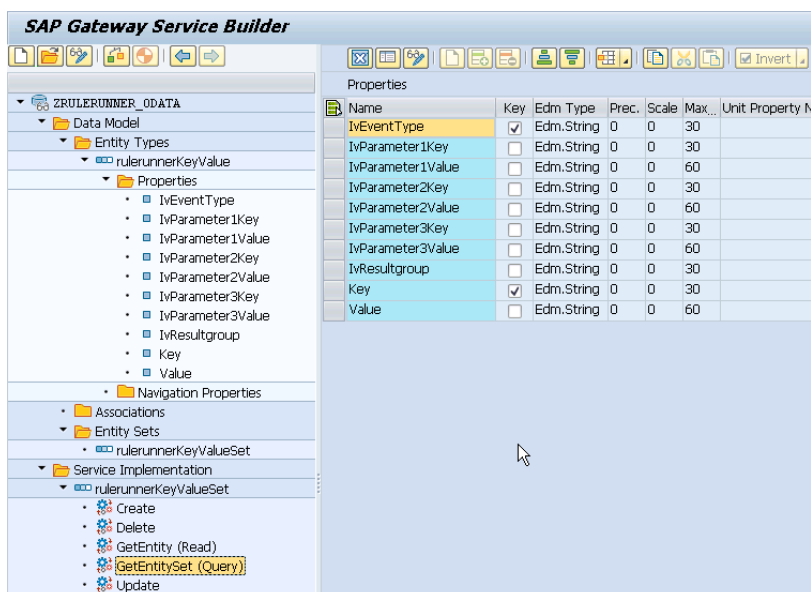 SAP Gateway Service Builder
Invert
Properties
ZRULERUNNER_ODATA
Data Model
Entity Types
rulerunnerKeyValue
Properties
IvEventType
IvParameter1Key
IvParameter1Value
IvParameter2Key
IvParameter2Value
IvParameter3Key
IvParameter3Value
IvResultgroup
Key
Value
Navigation Properties
Associations
Entity Sets
rulerunnerKeyValueSet
Service Implementation
rulerunnerKeyValueSet
Create
Delete
GetEntity (Read)
GetEntitySet (Query)
Update
Name Key Edm Type Prec. Scale Max... Unit Property N
IvEventType Edm.String 0 0 30
IvParameter1Key Edm.String 0 0 30
IvParameter1Value Edm.String 0 0 60
IvParameter2Key Edm.String 0 0 30
IvParameter2Value Edm.String 0 0 60
IvParameter3Key Edm.String 0 0 30
IvParameter3Value Edm.String 0 0 60
IvResultgroup Edm.String 0 0 30
Key Edm.String 0 0 30
Value Edm.String 0 0 60